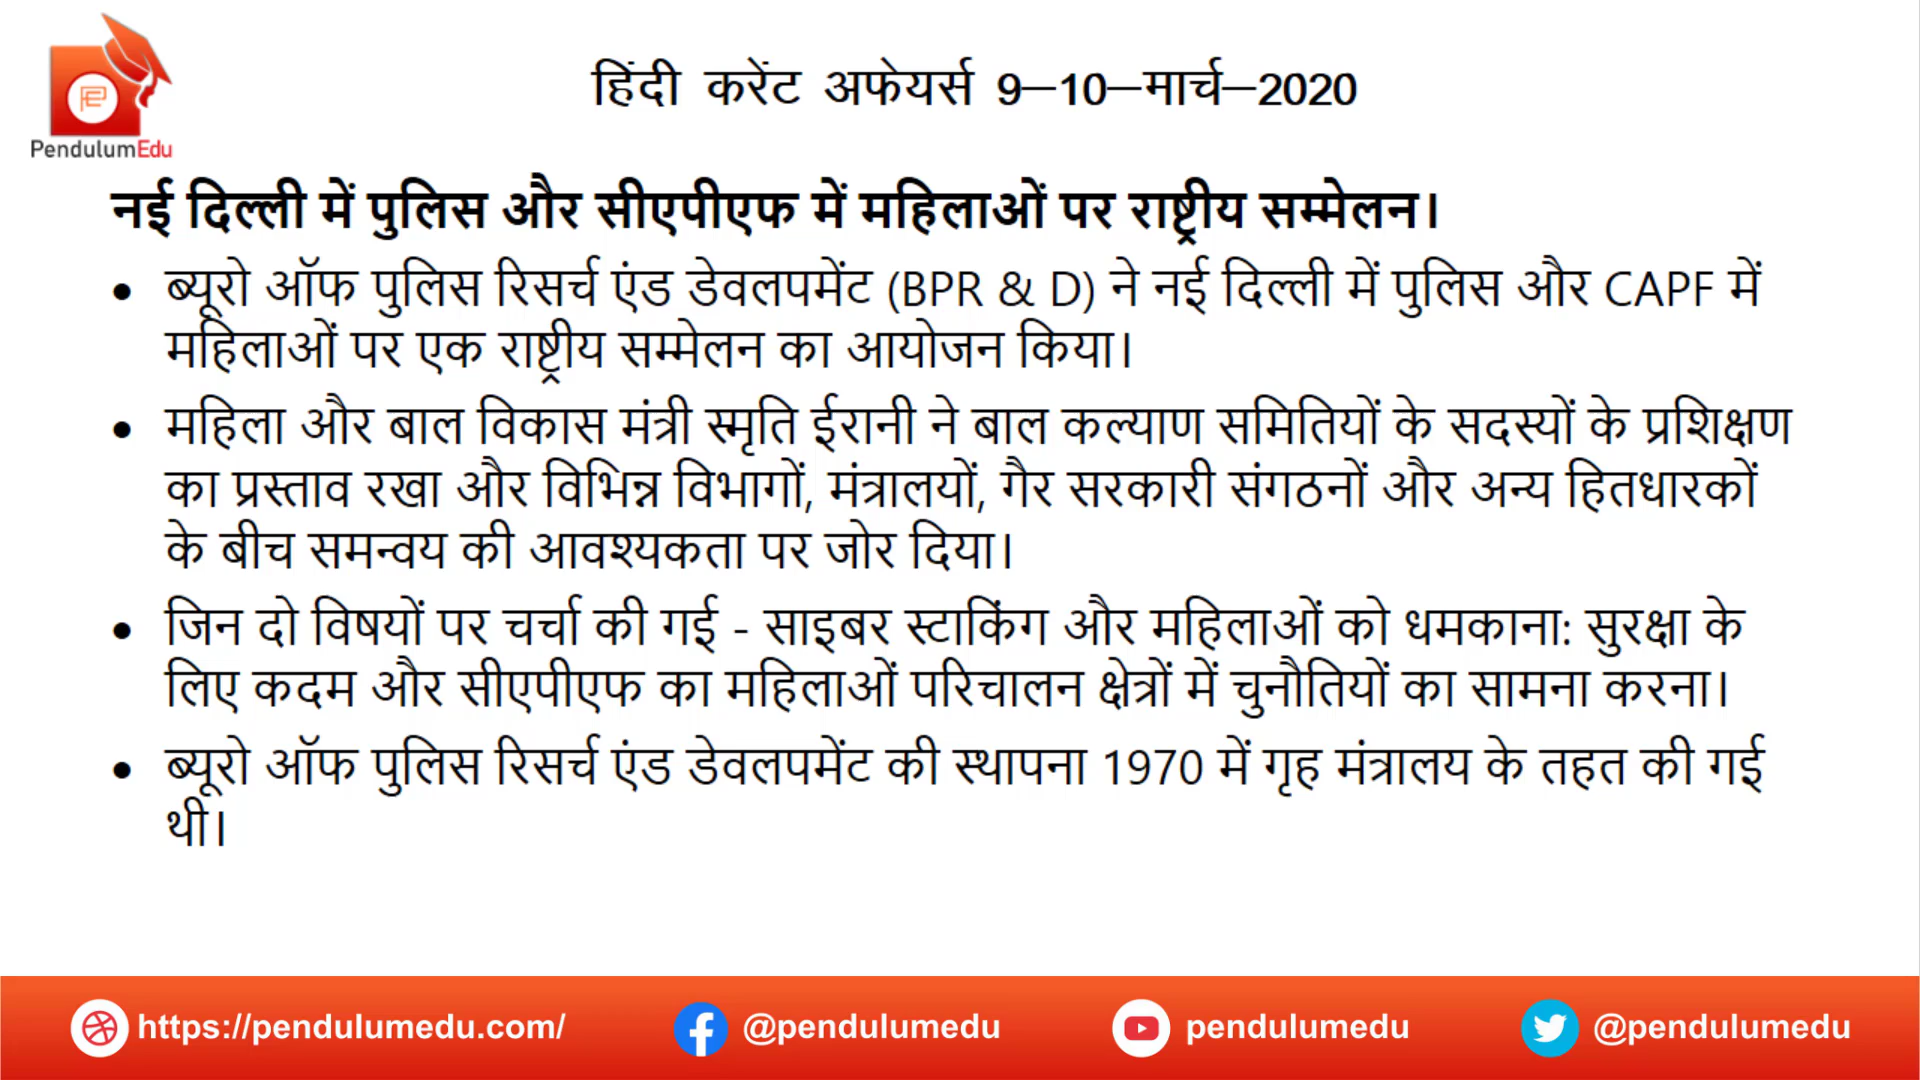 PendulumEdu
हिंदी करेंट अफेयर्स 9–10–मार्च–2020
नई दिल्ली में पुलिस और सीएपीएफ में महिलाओं पर राष्ट्रीय सम्मेलन।
• ब्यूरो ऑफ पुलिस रिसर्च एंड डेवलपमेंट (BPR & D) ने नई दिल्ली में पुलिस और CAPF में
महिलाओं पर एक राष्ट्रीय सम्मेलन का आयोजन किया।
• महिला और बाल विकास मंत्री स्मृति ईरानी ने बाल कल्याण समितियों के सदस्यों के प्रशिक्षण
का प्रस्ताव रखा और विभिन्न विभागों, मंत्रालयों, गैर सरकारी संगठनों और अन्य हितधारकों
के बीच समन्वय की आवश्यकता पर जोर दिया।
• जिन दो विषयों पर चर्चा की गई - साइबर स्टाकिंग और महिलाओं को धमकाना: सुरक्षा के
लिए कदम और सीएपीएफ का महिलाओं परिचालन क्षेत्रों में चुनौतियों का सामना करना।
• ब्यूरो ऑफ पुलिस रिसर्च एंड डेवलपमेंट की स्थापना 1970 में गृह मंत्रालय के तहत की गई
थी।
https://pendulumedu.com/ @pendulumedu pendulumedu @pendulumedu